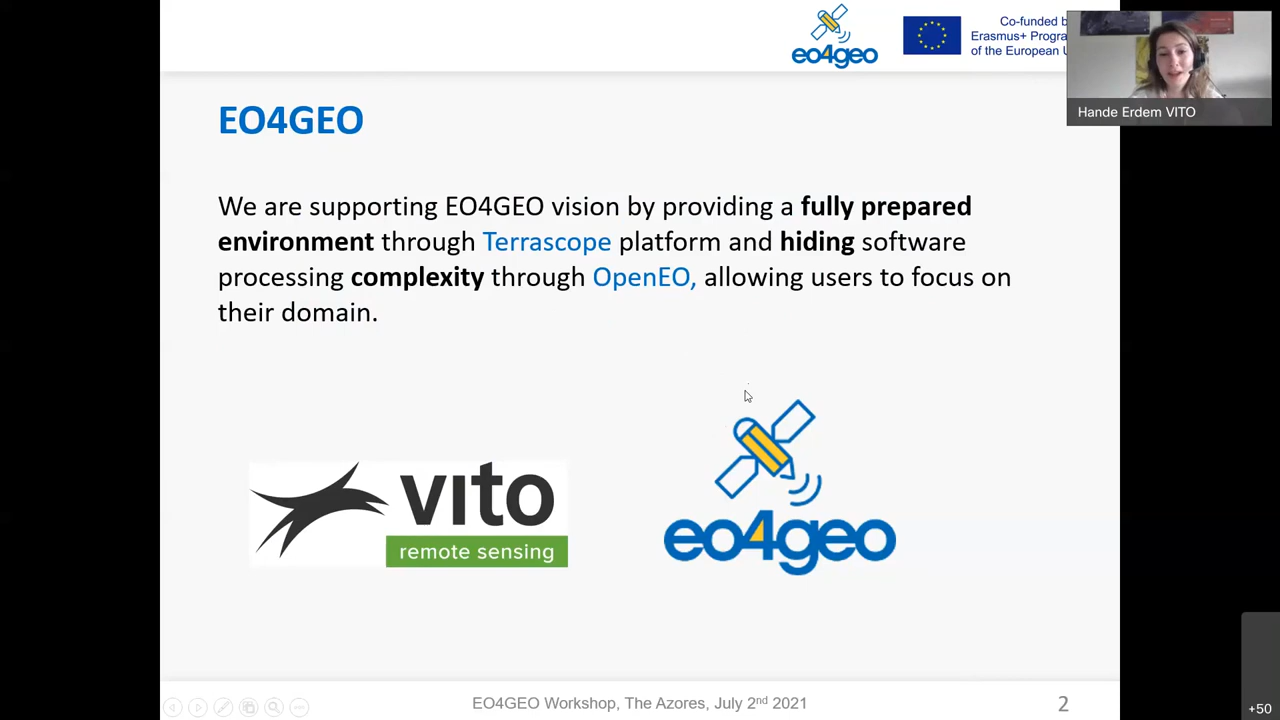 eo4geo
Co-funded b
Erasmus+ Progra
of the European U
Hande Erdem VITO
EO4GEO
We are supporting EO4GEO vision by providing a fully prepared
environment through Terrascope platform and hiding software
processing complexity through OpenEO, allowing users to focus on
their domain.
vito
remote sensing
eo4geo
EO4GEO Workshop, The Azores, July 2nd 2021
2
+50